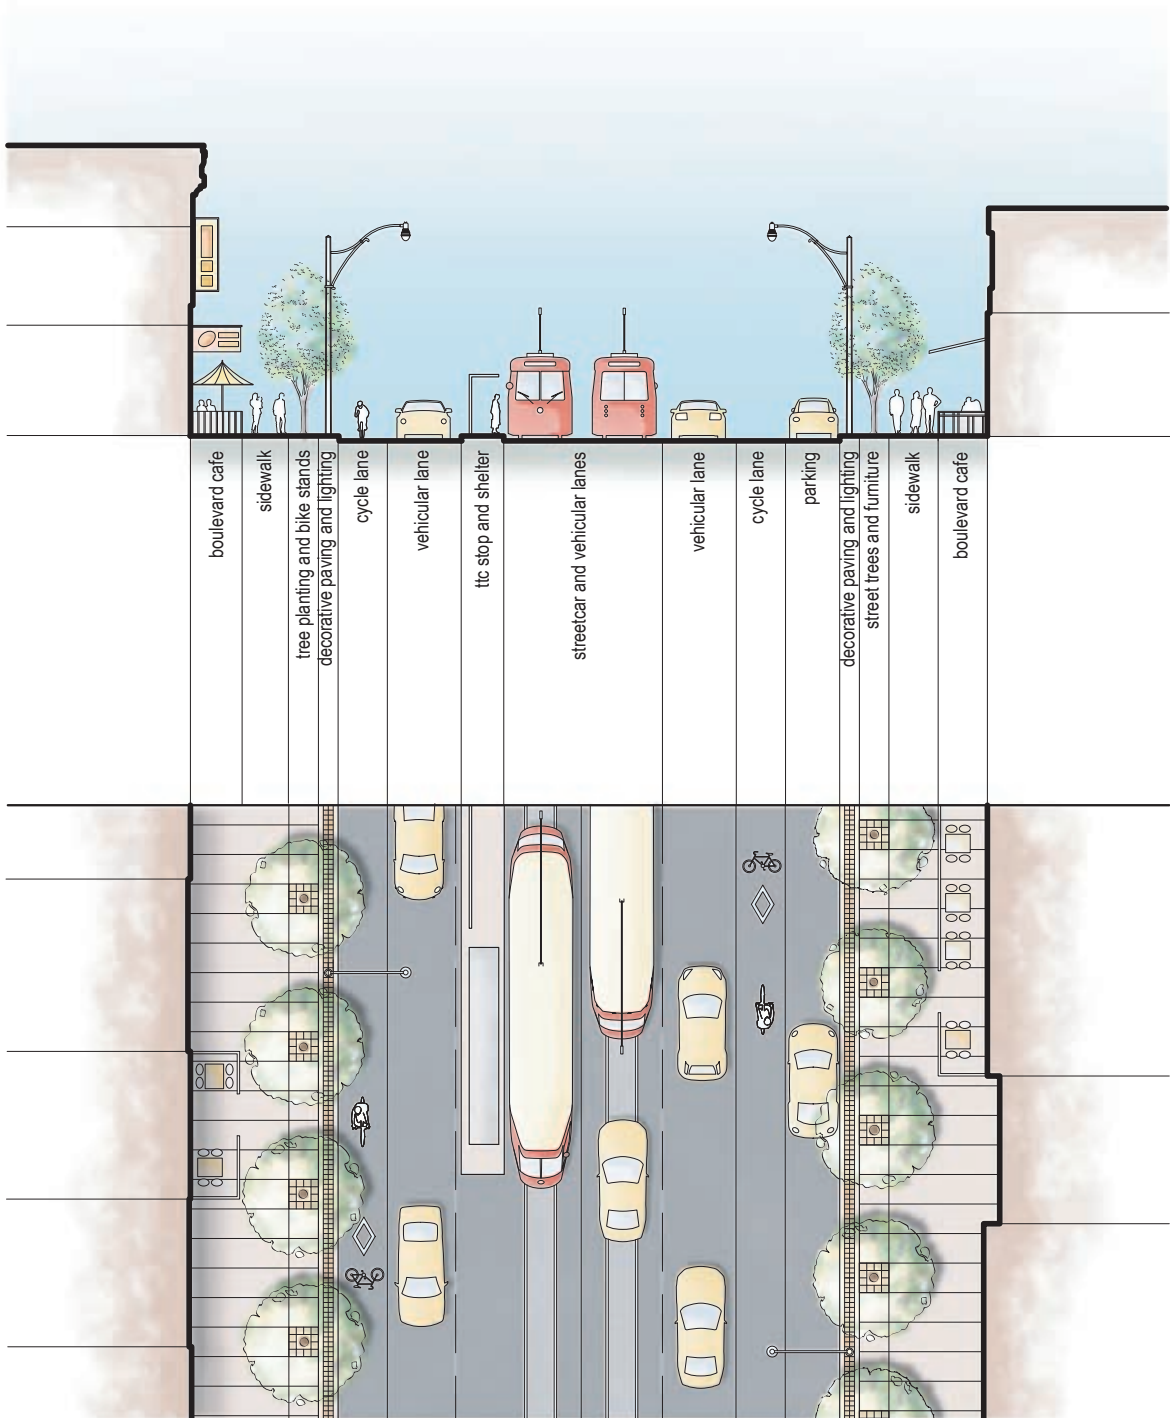 boulevard cafe
sidewalk
tree planting and bike stands
decorative paving and lighting
cycle lane
vehicular lane
ttc stop and shelter
streetcar and vehicular lanes
vehicular lane
cycle lane
parking
decorative paving and lighting
street trees and furniture
sidewalk
boulevard cafe